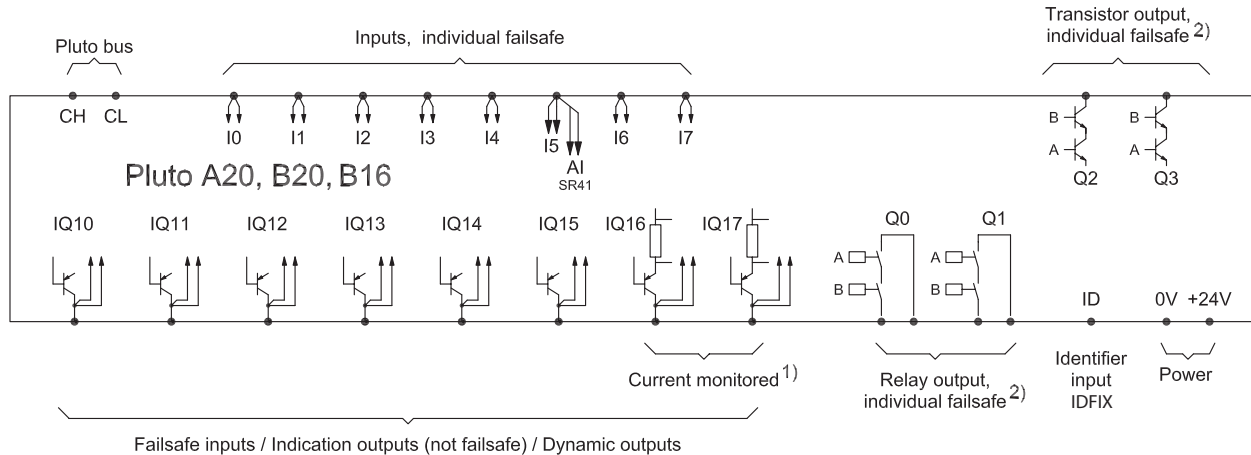 Pluto bus
Inputs, individual failsafe
Transistor output,
individual failsafe 2)
CH CL I0 I1 I2 I3 I4 I5 I6 I7
AI
SR41
B B
A A
Q2 Q3
Pluto A20, B20, B16
IQ10 IQ11 IQ12 IQ13 IQ14 IQ15 IQ16 IQ17 Q0 Q1
A A
B B
ID 0V +24V
Current monitored 1)
Relay output,
individual failsafe 2)
Identifier
input
IDFIX
Power
Failsafe inputs / Indication outputs (not failsafe) / Dynamic outputs